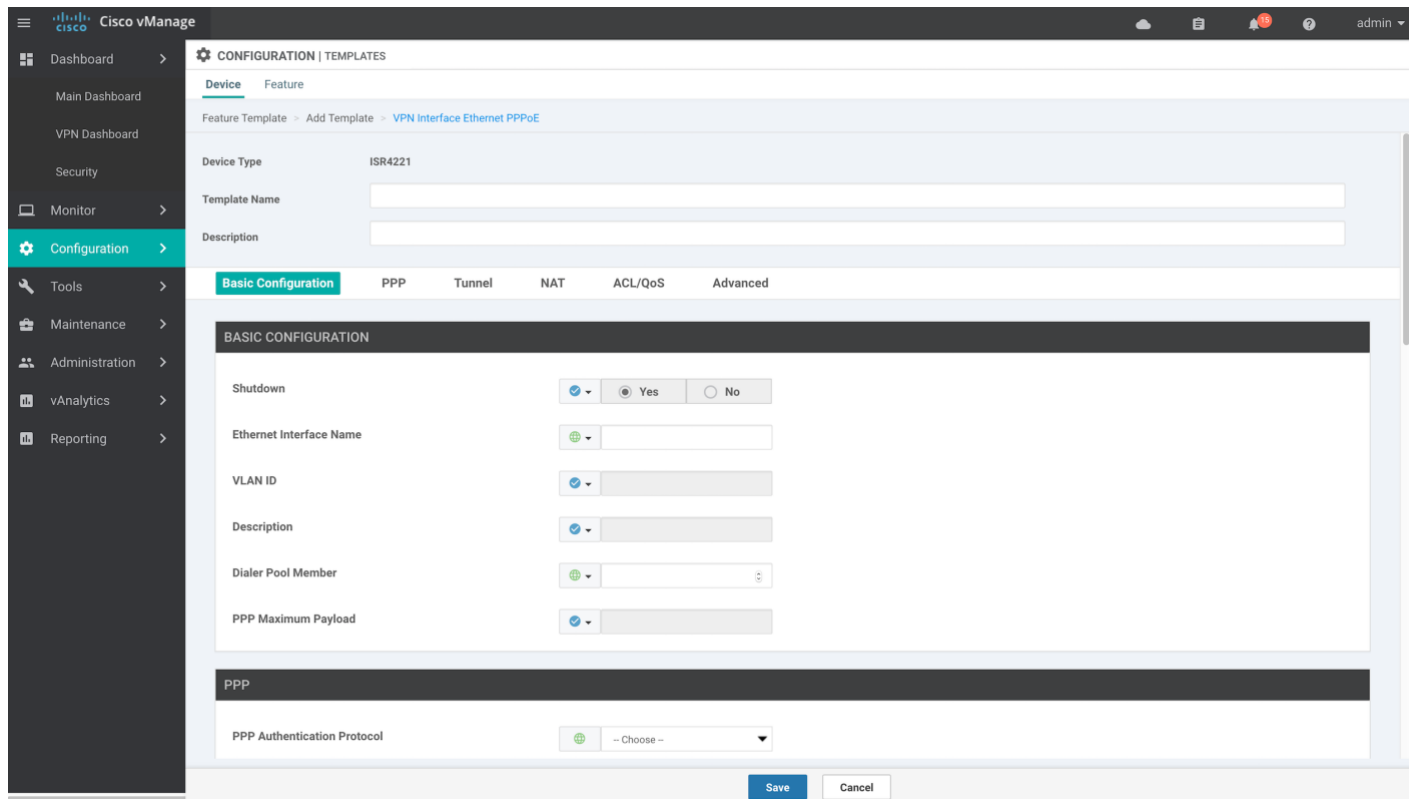 cisco Cisco vManage
15
admin
Dashboard
Main Dashboard
VPN Dashboard
Security
Monitor
Configuration
Tools
Maintenance
Administration
vAnalytics
Reporting
CONFIGURATION | TEMPLATES
Device Feature
Feature Template > Add Template > VPN Interface Ethernet PPPoE
Device Type ISR4221
Template Name
Description
Basic Configuration PPP Tunnel NAT ACL/QoS Advanced
BASIC CONFIGURATION
Shutdown Yes No
Ethernet Interface Name
VLAN ID
Description
Dialer Pool Member
PPP Maximum Payload
PPP
PPP Authentication Protocol -- Choose --
Save Cancel